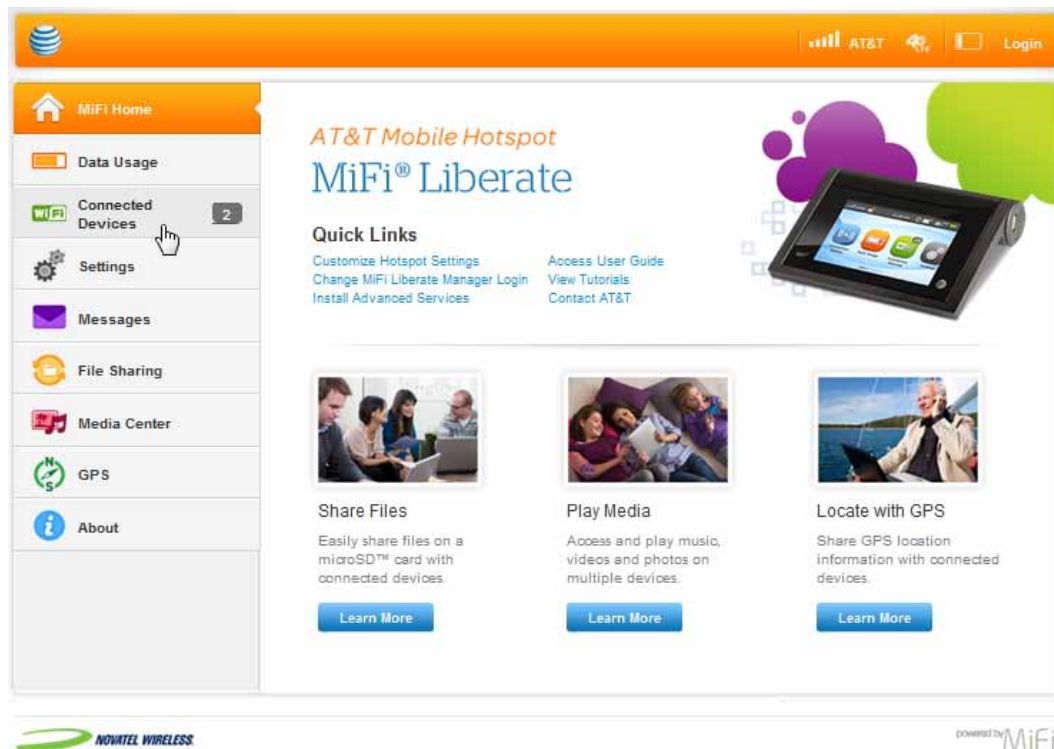 AT&T
4G
LTE
Login
MiFi Home
Data Usage
WiFi
Connected
Devices
2
Settings
Messages
File Sharing
Media Center
N
S
GPS
i
About
AT&T Mobile Hotspot
MiFi® Liberate
Quick Links
Customize Hotspot Settings
Access User Guide
Change MiFi Liberate Manager Login
View Tutorials
Install Advanced Services
Contact AT&T
Share Files
Easily share files on a
microSD™ card with
connected devices.
Learn More
Play Media
Access and play music,
videos and photos on
multiple devices.
Learn More
Locate with GPS
Share GPS location
information with connected
devices.
Learn More
NOVATEL WIRELESS
powered by MiFi